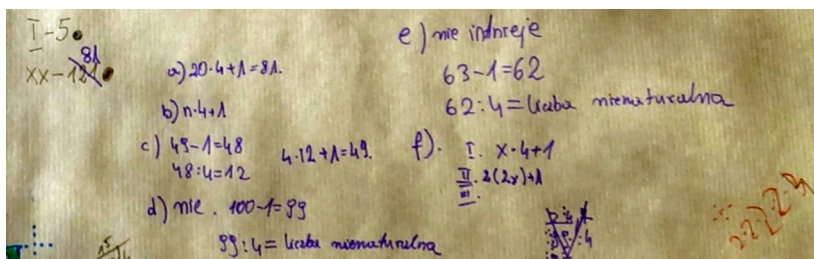 I-5.
81
xx-121.
a) 20·4+1=81.
b) n·4+1
c) 49-1=48
48:4=12
4·12+1=49.
d) nie. 100-1=99
99:4= liczba nienaturalna
e) nie istnieje
63-1=62
62:4= liczba nienaturalna
f). I. x·4+1
II. 2(2x)+1
III.